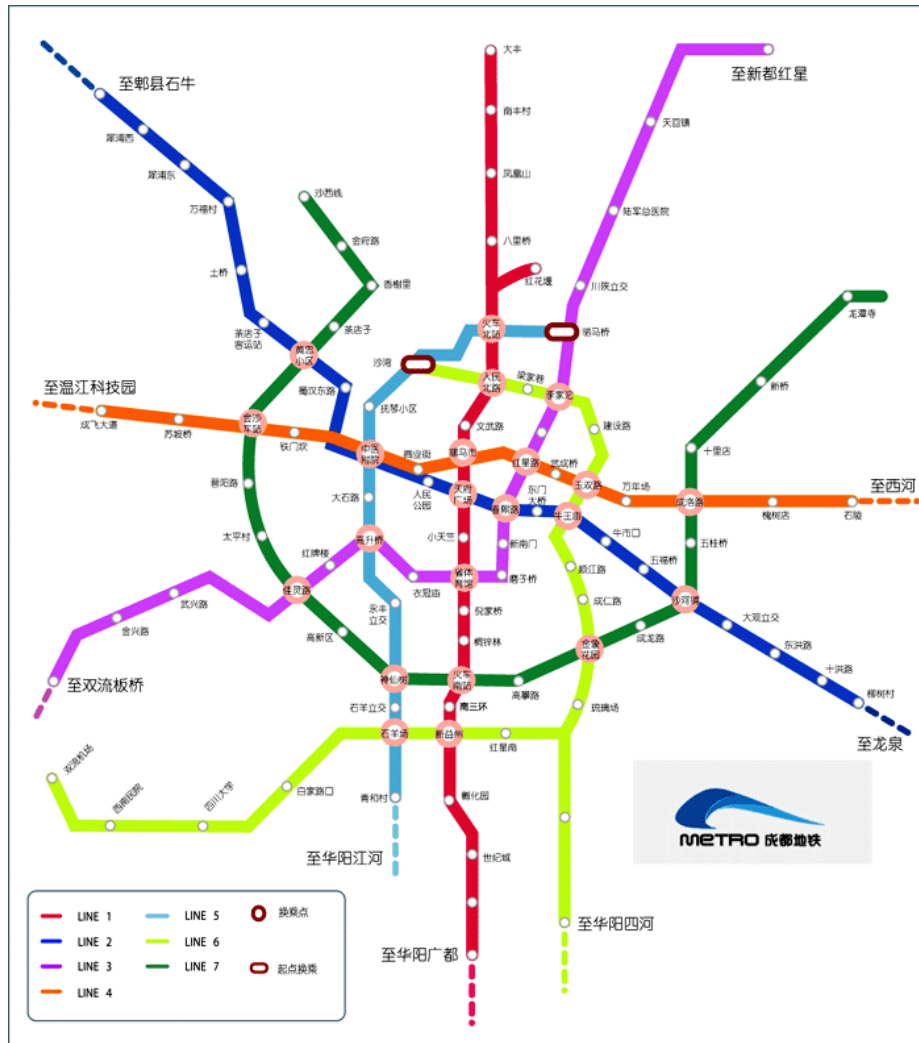 大丰
至新都红星
至郫县石牛
南丰村
天回镇
犀浦西
犀浦东
凤凰山
沙西线
万福村
陆军总医院
金府路
八里桥
土桥
红花堰
香榭里
川陕立交
龙潭寺
茶店子
客运站
茶店子
火车
北站
驷马桥
黄忠
小区
沙湾
人民
北路
梁家巷
新桥
至温江科技园
蜀汉东路
李家沱
成飞大道
苏坡桥
金沙
车站
抚琴小区
文武路
建设路
铁门坎
中医
附院
商业街
骡马市
红星路
武成桥
十里店
至西河
玉双路
万年场
成洛路
槐树店
石陵
碧阳路
大石路
人民
公园
天府
广场
春熙路
东门
大桥
牛王庙
太平村
红牌楼
高升桥
小天竺
新南门
牛市口
五桂桥
武兴路
佳灵路
衣冠庙
省体
育馆
磨子桥
顺江路
五福桥
金兴路
永丰
立交
倪家桥
成仁路
沙河镇
大观立交
高新区
桐梓林
金象
花园
成龙路
东洪路
至双流板桥
神仙树
火车
南站
高攀路
十洪路
石羊立交
南三环
琉璃场
柳树村
石羊场
新益州
红星南
至龙泉
双流机场
西南民院
四川大学
白家路口
青和村
孵化园
METRO 成都地铁
至华阳江河
世纪城
至华阳广都
至华阳四河
LINE 1
LINE 5
换乘点
LINE 2
LINE 6
LINE 3
LINE 7
起点换乘
LINE 4